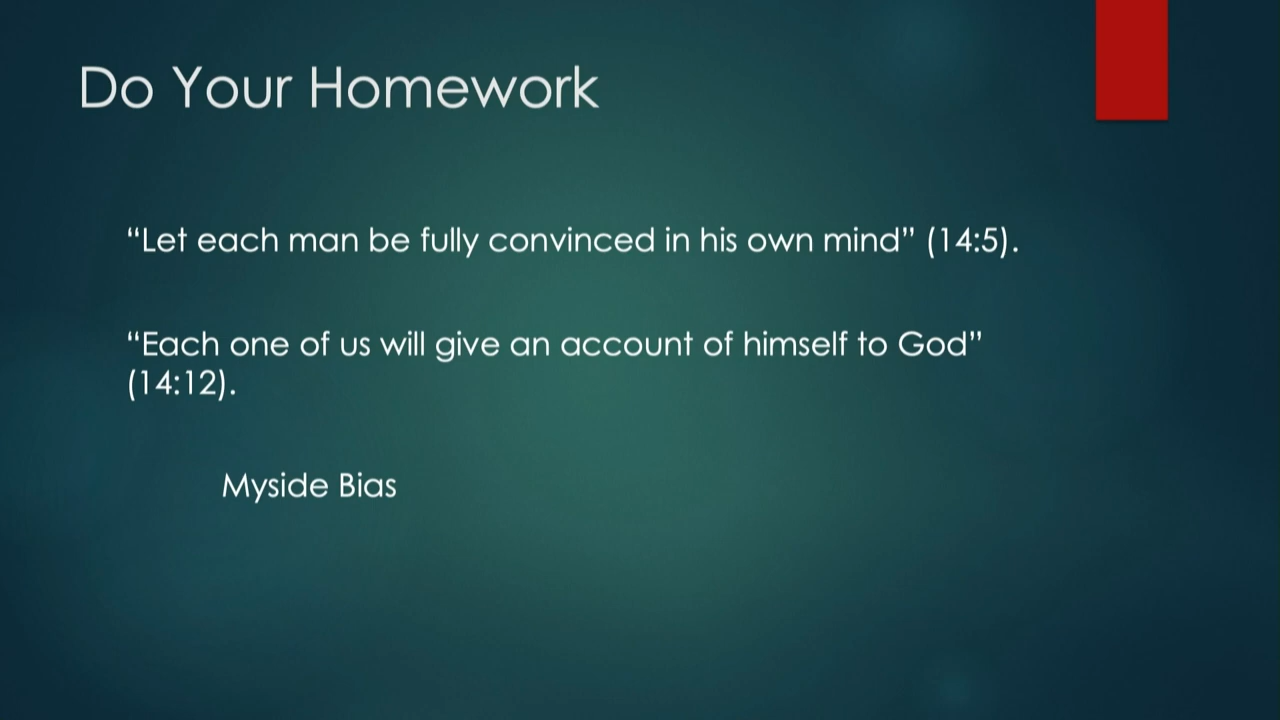 Do Your Homework
“Let each man be fully convinced in his own mind” (14:5).
“Each one of us will give an account of himself to God”
(14:12).
Myside Bias